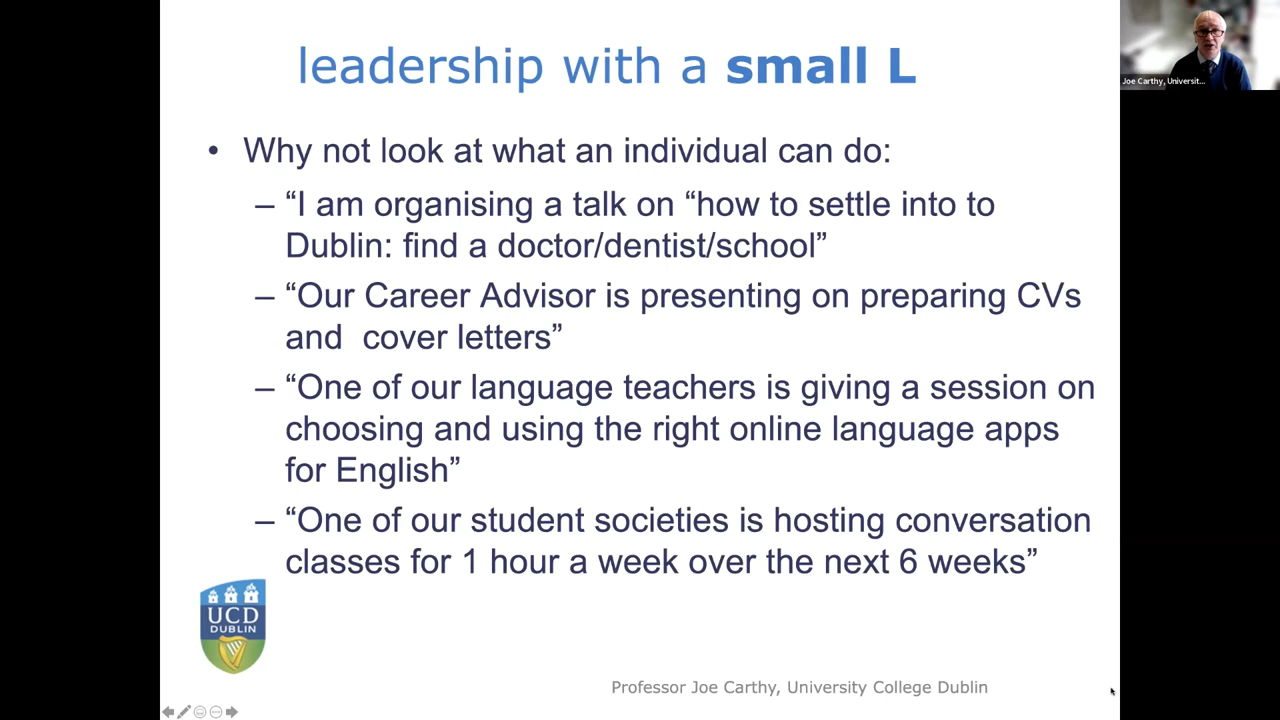 leadership with a small L
Joe Carthy, Universit...
• Why not look at what an individual can do:
– “I am organising a talk on “how to settle into to
Dublin: find a doctor/dentist/school”
– “Our Career Advisor is presenting on preparing CVs
and  cover letters”
– “One of our language teachers is giving a session on
choosing and using the right online language apps
for English”
– “One of our student societies is hosting conversation
classes for 1 hour a week over the next 6 weeks”
UCD
DUBLIN
Professor Joe Carthy, University College Dublin